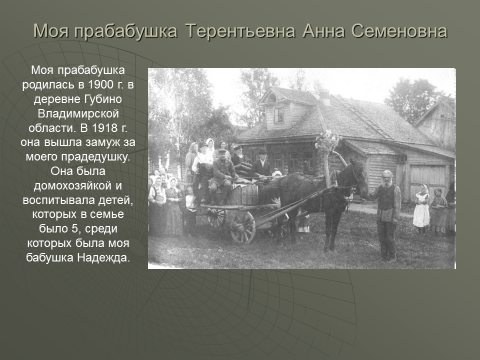 Моя прабабушка Терентьевна Анна Семеновна
Моя прабабушка
родилась в 1900 г. в
деревне Губино
Владимирской
области. В 1918 г.
она вышла замуж за
моего прадедушку.
Она была
домохозяйкой и
воспитывала детей,
которых в семье
было 5, среди
которых была моя
бабушка Надежда.